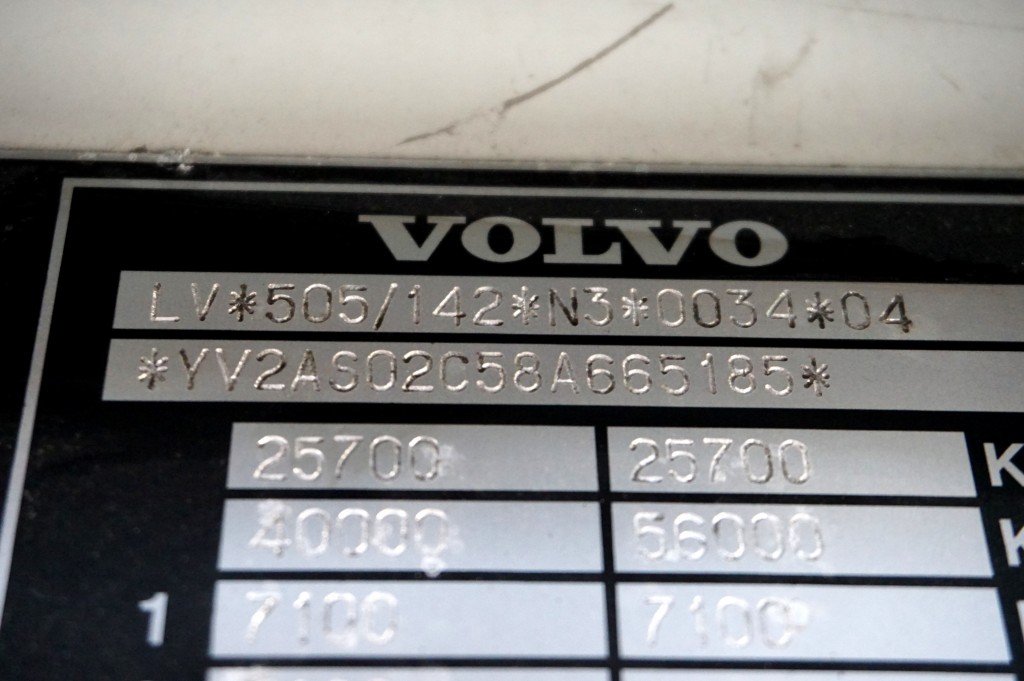 VOLVO
LV*505/142*N3*0034*04
*YV2AS02C58A665185*
25700 25700 K
40000 56000 K
1 7100 7100